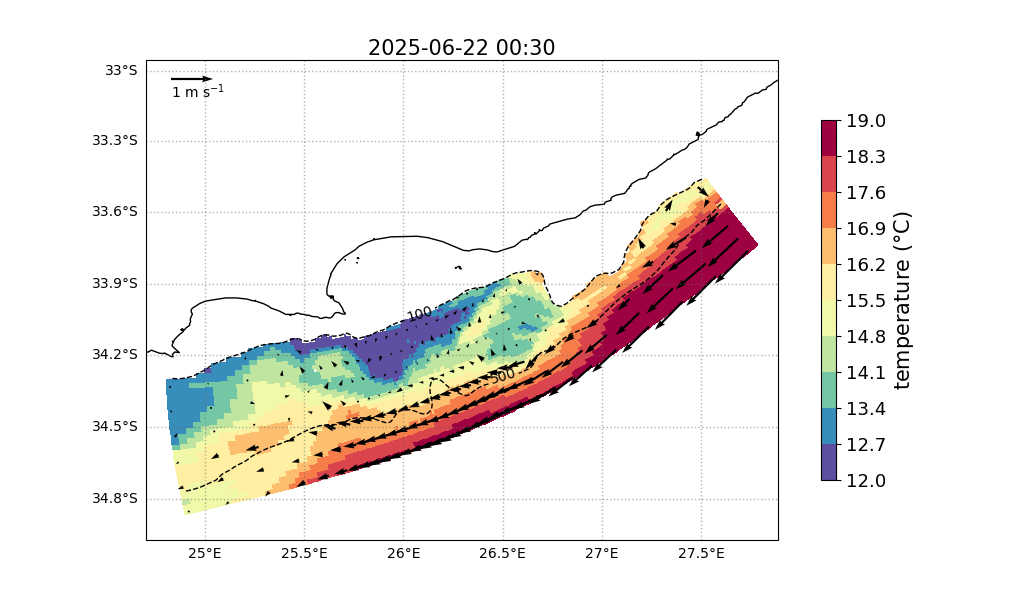 2025-06-22 00:30
1 m s⁻¹
33°S
33.3°S
33.6°S
33.9°S
34.2°S
34.5°S
34.8°S
25°E
25.5°E
26°E
26.5°E
27°E
27.5°E
100
500
19.0
18.3
17.6
16.9
16.2
15.5
14.8
14.1
13.4
12.7
12.0
temperature (°C)